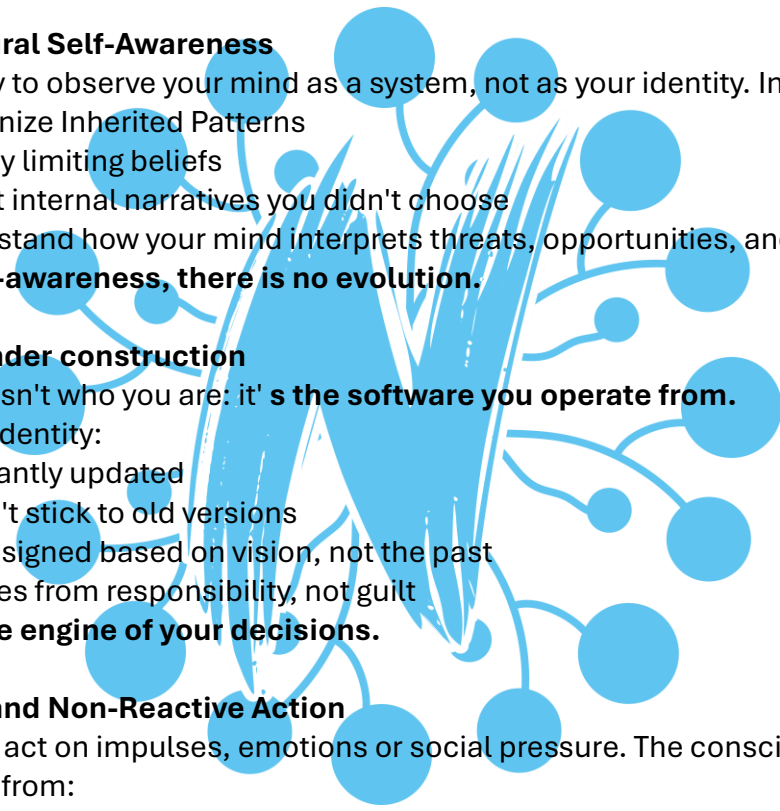 ral Self-Awareness
y to observe your mind as a system, not as your identity. In
nize Inherited Patterns
y limiting beliefs
t internal narratives you didn't choose
stand how your mind interprets threats, opportunities, and
-awareness, there is no evolution.
nder construction
sn't who you are: it' s the software you operate from.
dentity:
antly updated
't stick to old versions
signed based on vision, not the past
es from responsibility, not guilt
e engine of your decisions.
and Non-Reactive Action
act on impulses, emotions or social pressure. The consci
from: